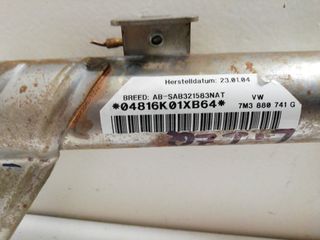 Herstelldatum: 23.01.04
BREED: AB-SAB321583NAT VW
*04816K01XB64* 7M3 880 741 G